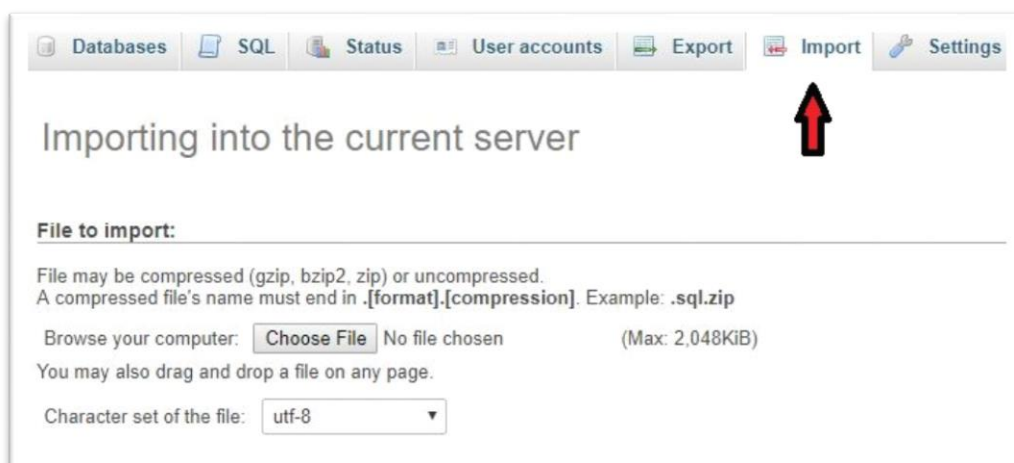 Databases SQL Status User accounts Export Import Settings
Importing into the current server
File to import:
File may be compressed (gzip, bzip2, zip) or uncompressed.
A compressed file's name must end in .[format].[compression]. Example: .sql.zip
Browse your computer: Choose File No file chosen (Max: 2,048KiB)
You may also drag and drop a file on any page.
Character set of the file: utf-8